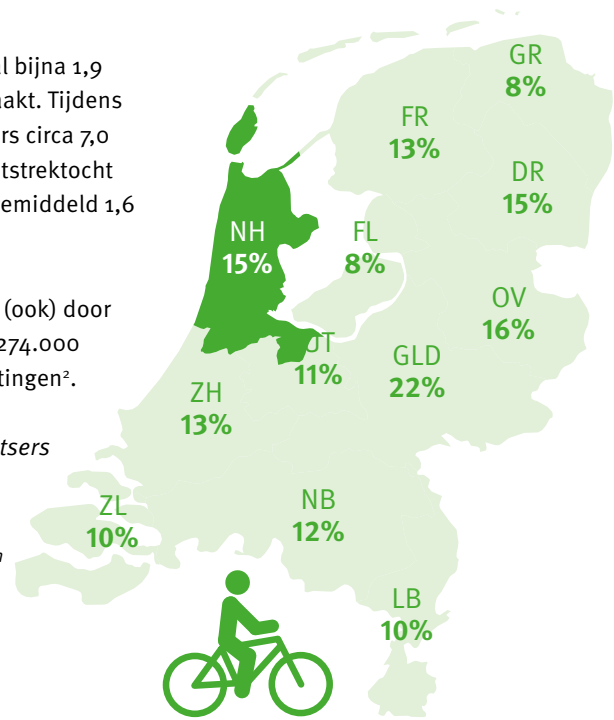 l bijna 1,9
akt. Tijdens
rs circa 7,0
tstrektocht
emiddeld 1,6
(ook) door
274.000
tingen².
tsers
GR
8%
FR
13%
DR
15%
NH
15%
FL
8%
OV
16%
UT
11%
GLD
22%
ZH
13%
ZL
10%
NB
12%
LB
10%